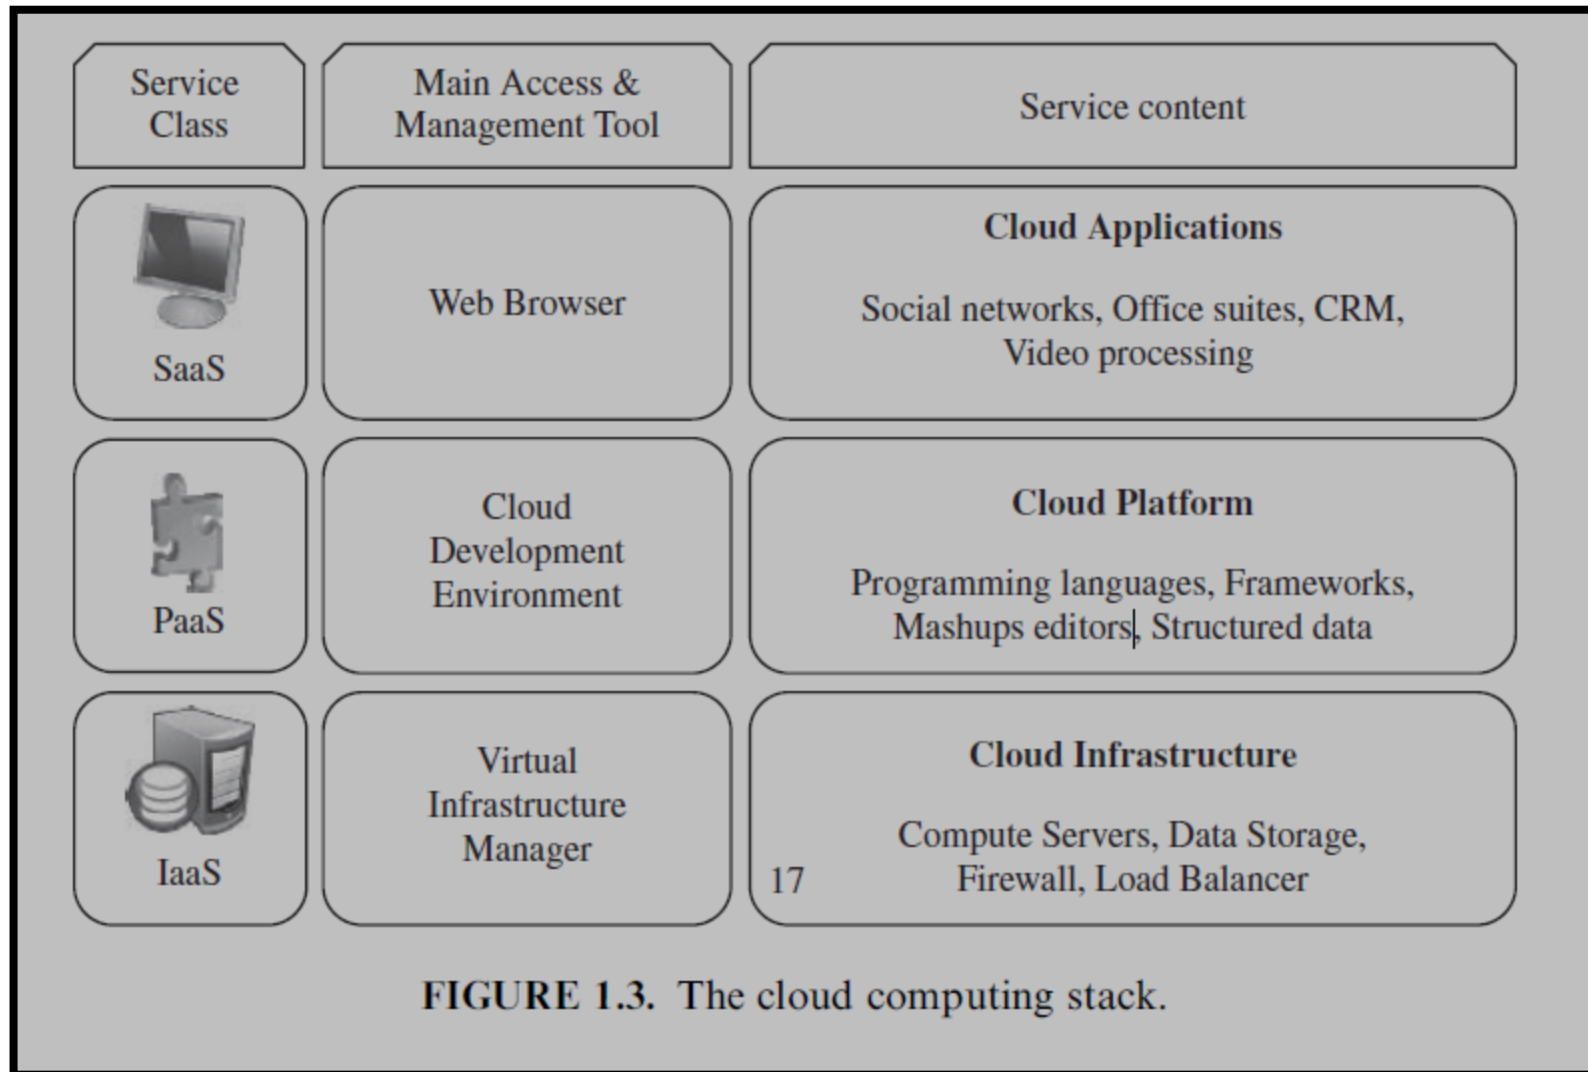 Service
Class
Main Access &
Management Tool
Service content
SaaS
Web Browser
Cloud Applications
Social networks, Office suites, CRM,
Video processing
PaaS
Cloud
Development
Environment
Cloud Platform
Programming languages, Frameworks,
Mashups editors, Structured data
IaaS
Virtual
Infrastructure
Manager
Cloud Infrastructure
Compute Servers, Data Storage,
Firewall, Load Balancer
17
FIGURE 1.3. The cloud computing stack.